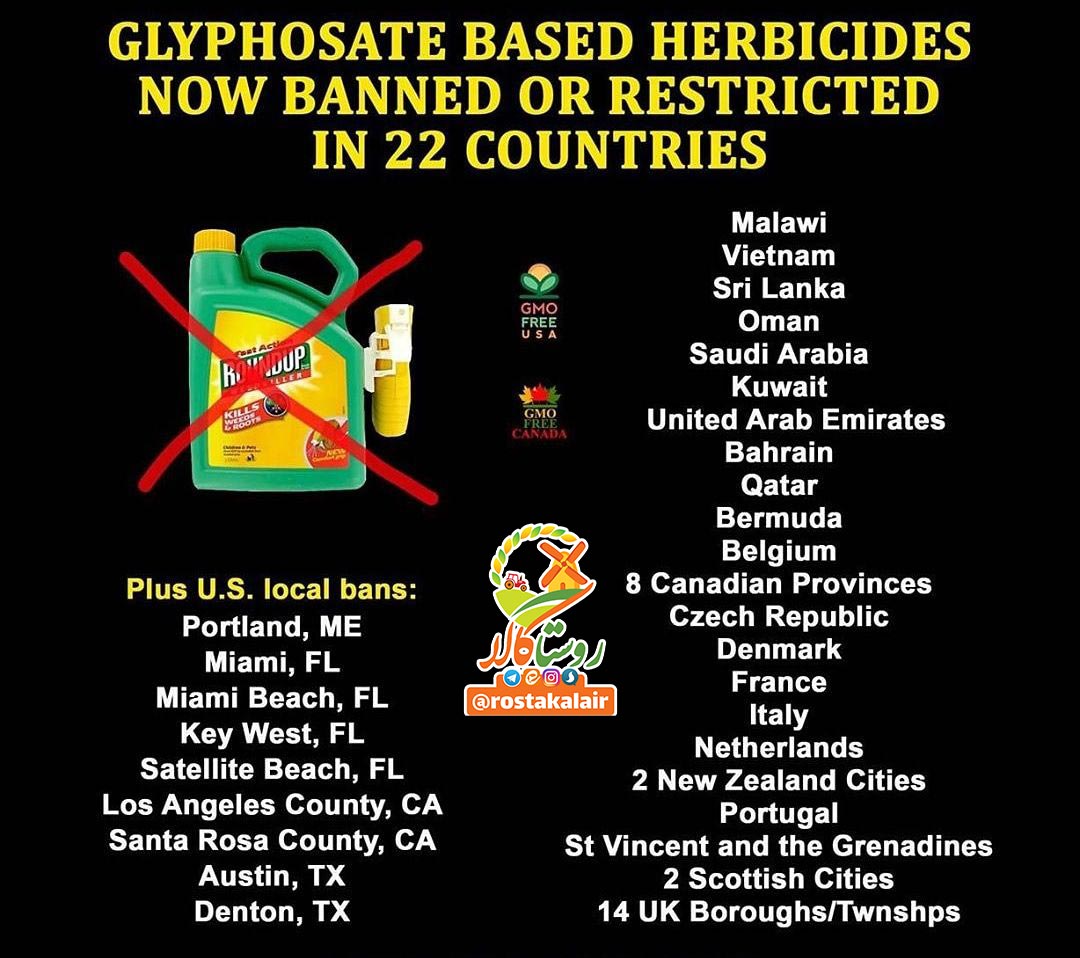 GLYPHOSATE BASED HERBICIDES
NOW BANNED OR RESTRICTED
IN 22 COUNTRIES
Fast Action
ROUNDUP
KILLS
WEEDS
& ROOTS
NEW
GMO
FREE
USA
GMO
FREE
CANADA
روستاکالا
@rostakalair
Plus U.S. local bans:
Portland, ME
Miami, FL
Miami Beach, FL
Key West, FL
Satellite Beach, FL
Los Angeles County, CA
Santa Rosa County, CA
Austin, TX
Denton, TX
Malawi
Vietnam
Sri Lanka
Oman
Saudi Arabia
Kuwait
United Arab Emirates
Bahrain
Qatar
Bermuda
Belgium
8 Canadian Provinces
Czech Republic
Denmark
France
Italy
Netherlands
2 New Zealand Cities
Portugal
St Vincent and the Grenadines
2 Scottish Cities
14 UK Boroughs/Twnshps